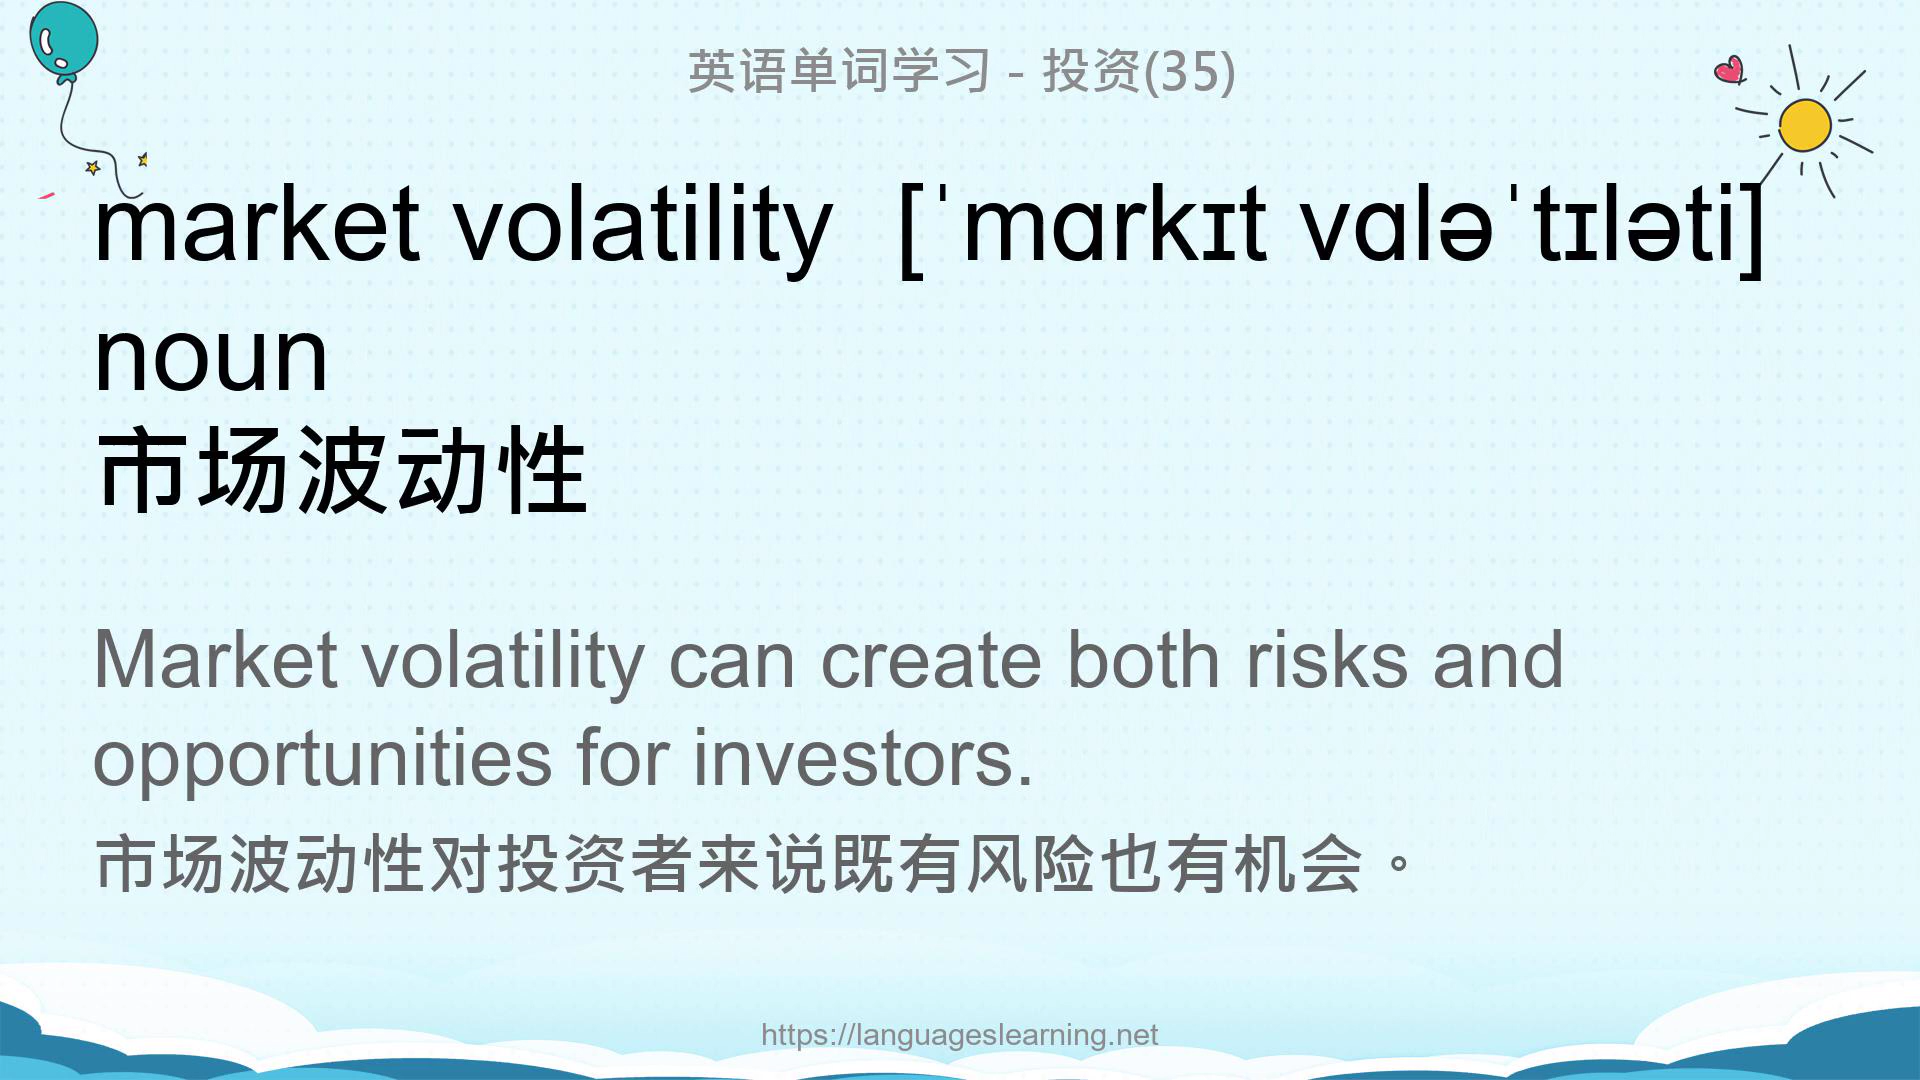 英语单词学习 - 投资(35)
market volatility  [ˈmɑrkɪt vɑləˈtɪləti]
noun
市场波动性
Market volatility can create both risks and
opportunities for investors.
市场波动性对投资者来说既有风险也有机会。
https://languageslearning.net